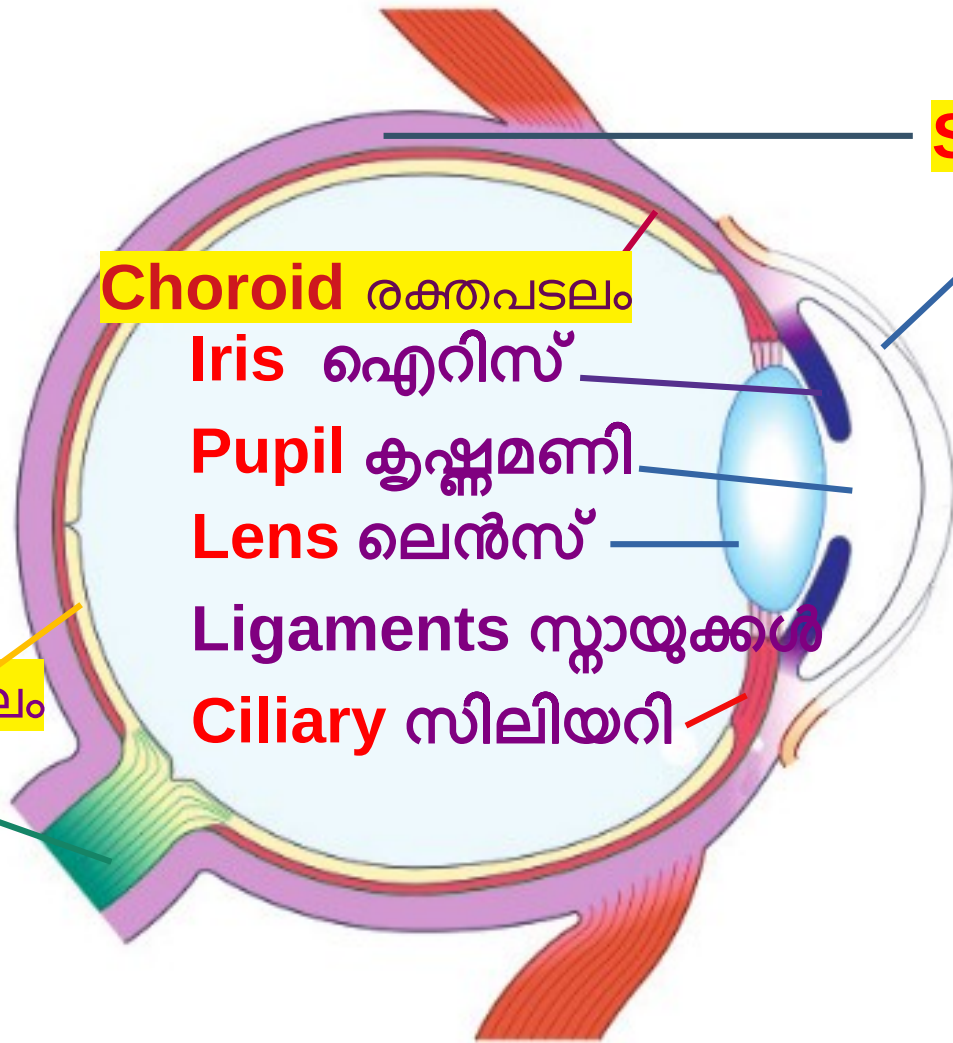 S
Choroid രക്തപടലം
Iris ഐറിസ്
Pupil കൃഷ്ണമണി
Lens ലെൻസ്
Ligaments സ്നായുക്കൾ
ലം
Ciliary സിലിയറി